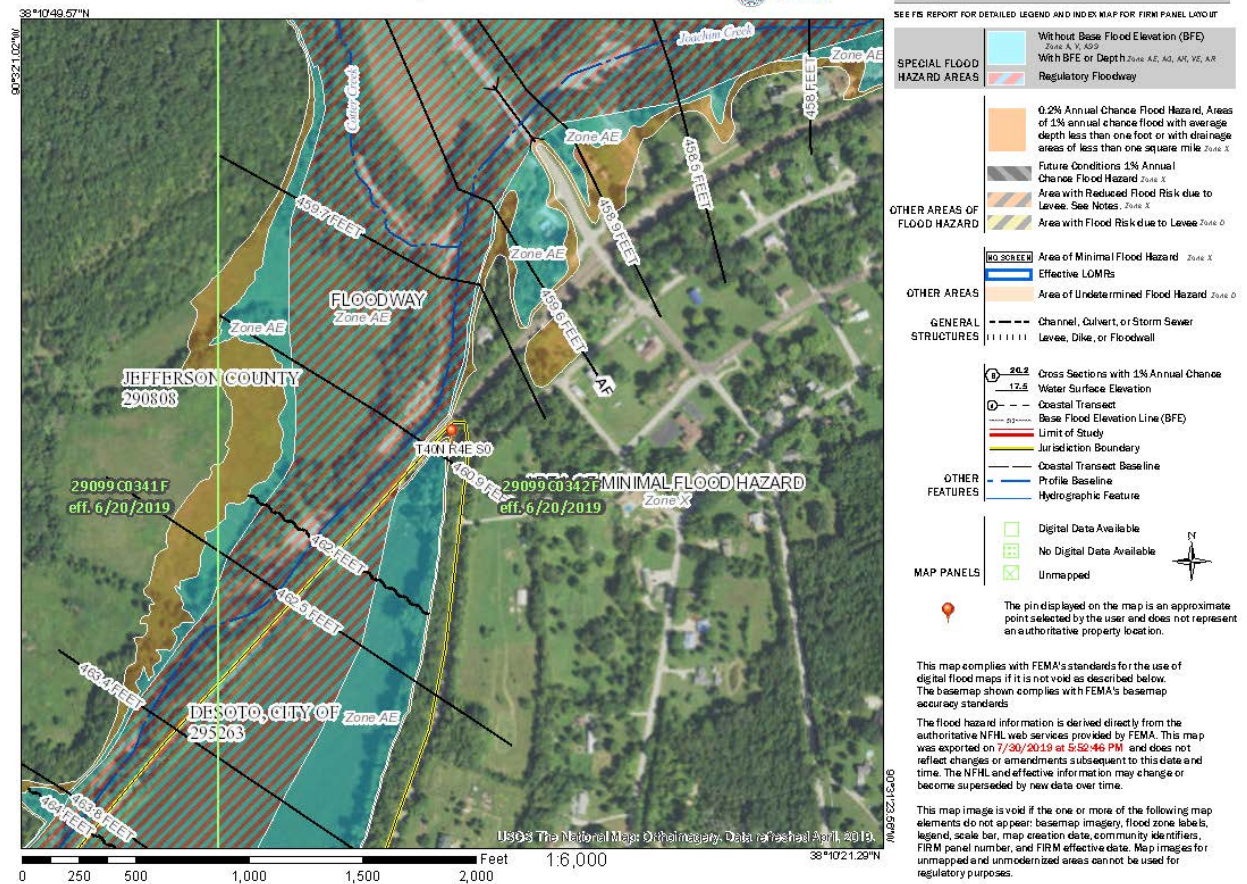 38°10'49.57"N
90°32'1.02"W
Joachim Creek
Zone AE
Cotter Creek
458 FEET
Zone AE
Zone AE
458.5 FEET
459.7 FEET
458.9 FEET
Zone AE
459.6 FEET
FLOODWAY
Zone AE
Zone AE
JEFFERSON COUNTY
290808
AF
T40N R4E S0
460.9 FEET
AREA OF MINIMAL FLOOD HAZARD
Zone X
29099C0341F
eff. 6/20/2019
29099C0342F
eff. 6/20/2019
462 FEET
462.5 FEET
463.4 FEET
DESOTO, CITY OF
295263
Zone AE
463.8 FEET
464 FEET
USGS The National Map: Orthoimagery. Data refreshed April, 2019.
90°31'23.56"W
38°10'21.29"N
0 250 500 1,000 1,500 2,000
Feet 1:6,000
SEE FIS REPORT FOR DETAILED LEGEND AND INDEX MAP FOR FIRM PANEL LAYOUT
SPECIAL FLOOD
HAZARD AREAS
Without Base Flood Elevation (BFE)
Zone A, V, A99
With BFE or Depth Zone AE, AO, AH, VE, AR
Regulatory Floodway
OTHER AREAS OF
FLOOD HAZARD
0.2% Annual Chance Flood Hazard, Areas
of 1% annual chance flood with average
depth less than one foot or with drainage
areas of less than one square mile Zone X
Future Conditions 1% Annual
Chance Flood Hazard Zone X
Area with Reduced Flood Risk due to
Levee. See Notes. Zone X
Area with Flood Risk due to Levee Zone D
OTHER AREAS
NO SCREEN Area of Minimal Flood Hazard Zone X
Effective LOMRs
Area of Undetermined Flood Hazard Zone D
GENERAL
STRUCTURES
Channel, Culvert, or Storm Sewer
Levee, Dike, or Floodwall
OTHER
FEATURES
B 20.2 Cross Sections with 1% Annual Chance
17.5 Water Surface Elevation
Coastal Transect
513 Base Flood Elevation Line (BFE)
Limit of Study
Jurisdiction Boundary
Coastal Transect Baseline
Profile Baseline
Hydrographic Feature
MAP PANELS
Digital Data Available
No Digital Data Available
Unmapped
N
The pin displayed on the map is an approximate
point selected by the user and does not represent
an authoritative property location.
This map complies with FEMA's standards for the use of
digital flood maps if it is not void as described below.
The basemap shown complies with FEMA's basemap
accuracy standards
The flood hazard information is derived directly from the
authoritative NFHL web services provided by FEMA. This map
was exported on 7/30/2019 at 5:52:46 PM and does not
reflect changes or amendments subsequent to this date and
time. The NFHL and effective information may change or
become superseded by new data over time.
This map image is void if the one or more of the following map
elements do not appear: basemap imagery, flood zone labels,
legend, scale bar, map creation date, community identifiers,
FIRM panel number, and FIRM effective date. Map images for
unmapped and unmodernized areas cannot be used for
regulatory purposes.